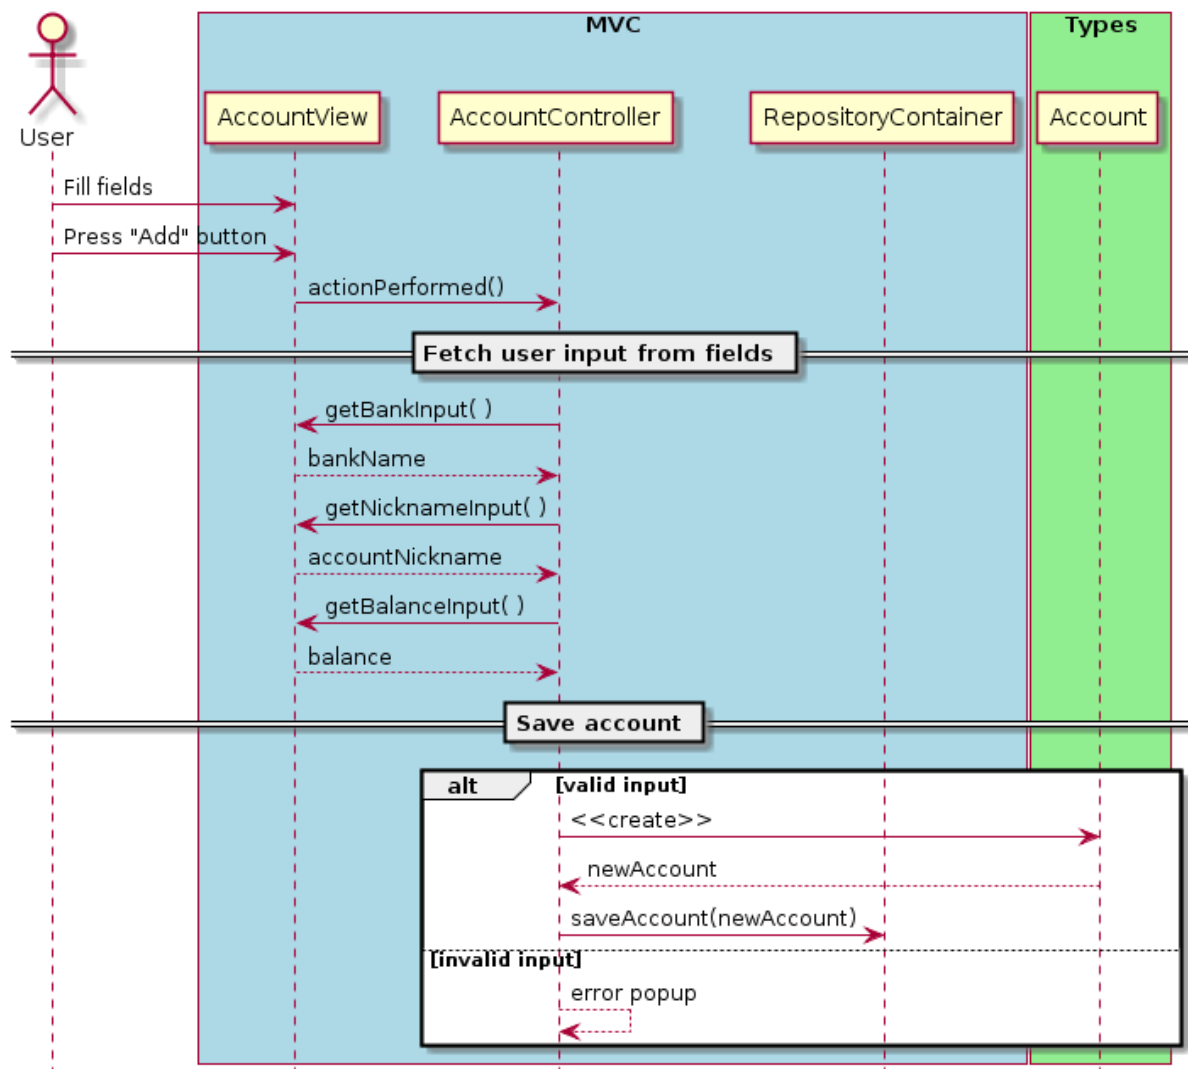 MVC
Types
User
AccountView
AccountController
RepositoryContainer
Account
Fill fields
Press "Add" button
actionPerformed()
Fetch user input from fields
getBankInput( )
bankName
getNicknameInput( )
accountNickname
getBalanceInput( )
balance
Save account
alt
[valid input]
<<create>>
newAccount
saveAccount(newAccount)
[invalid input]
error popup